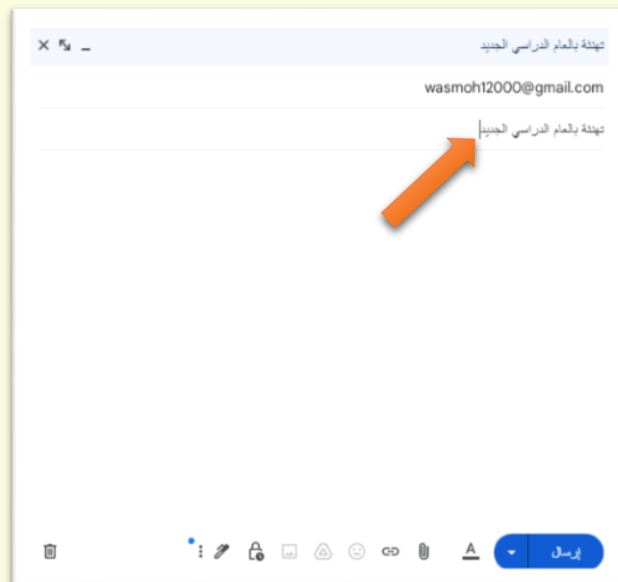 تهنئة بالعام الدراسي الجديد
wasmoh12000@gmail.com
تهنئة بالعام الدراسي الجديد
إرسال